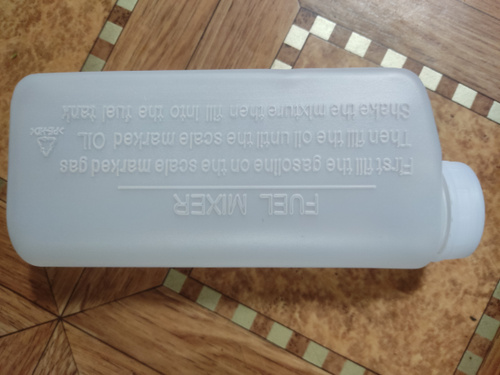 FUEL MIXER
First fill the gasoline on the scale marked gas
Then fill the oil until the scale marked OIL
Shake the mixture then fill into the fual tank